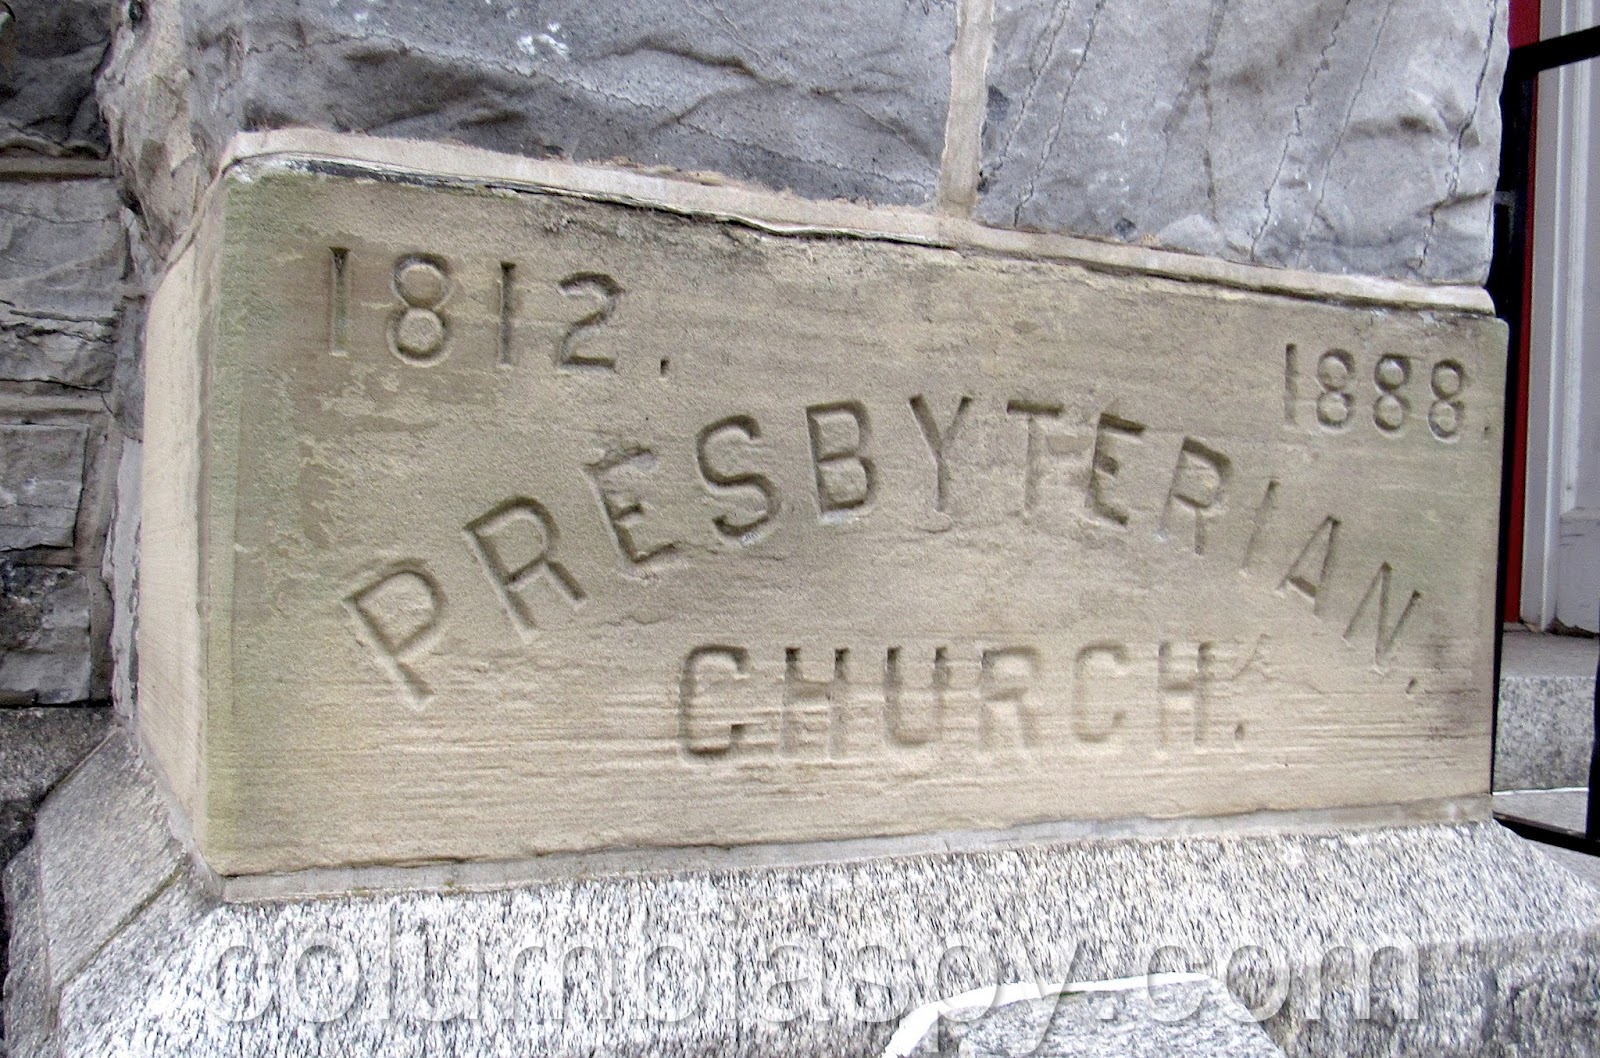 1812. 1888.
PRESBYTERIAN.
CHURCH.
columbiaspy.com